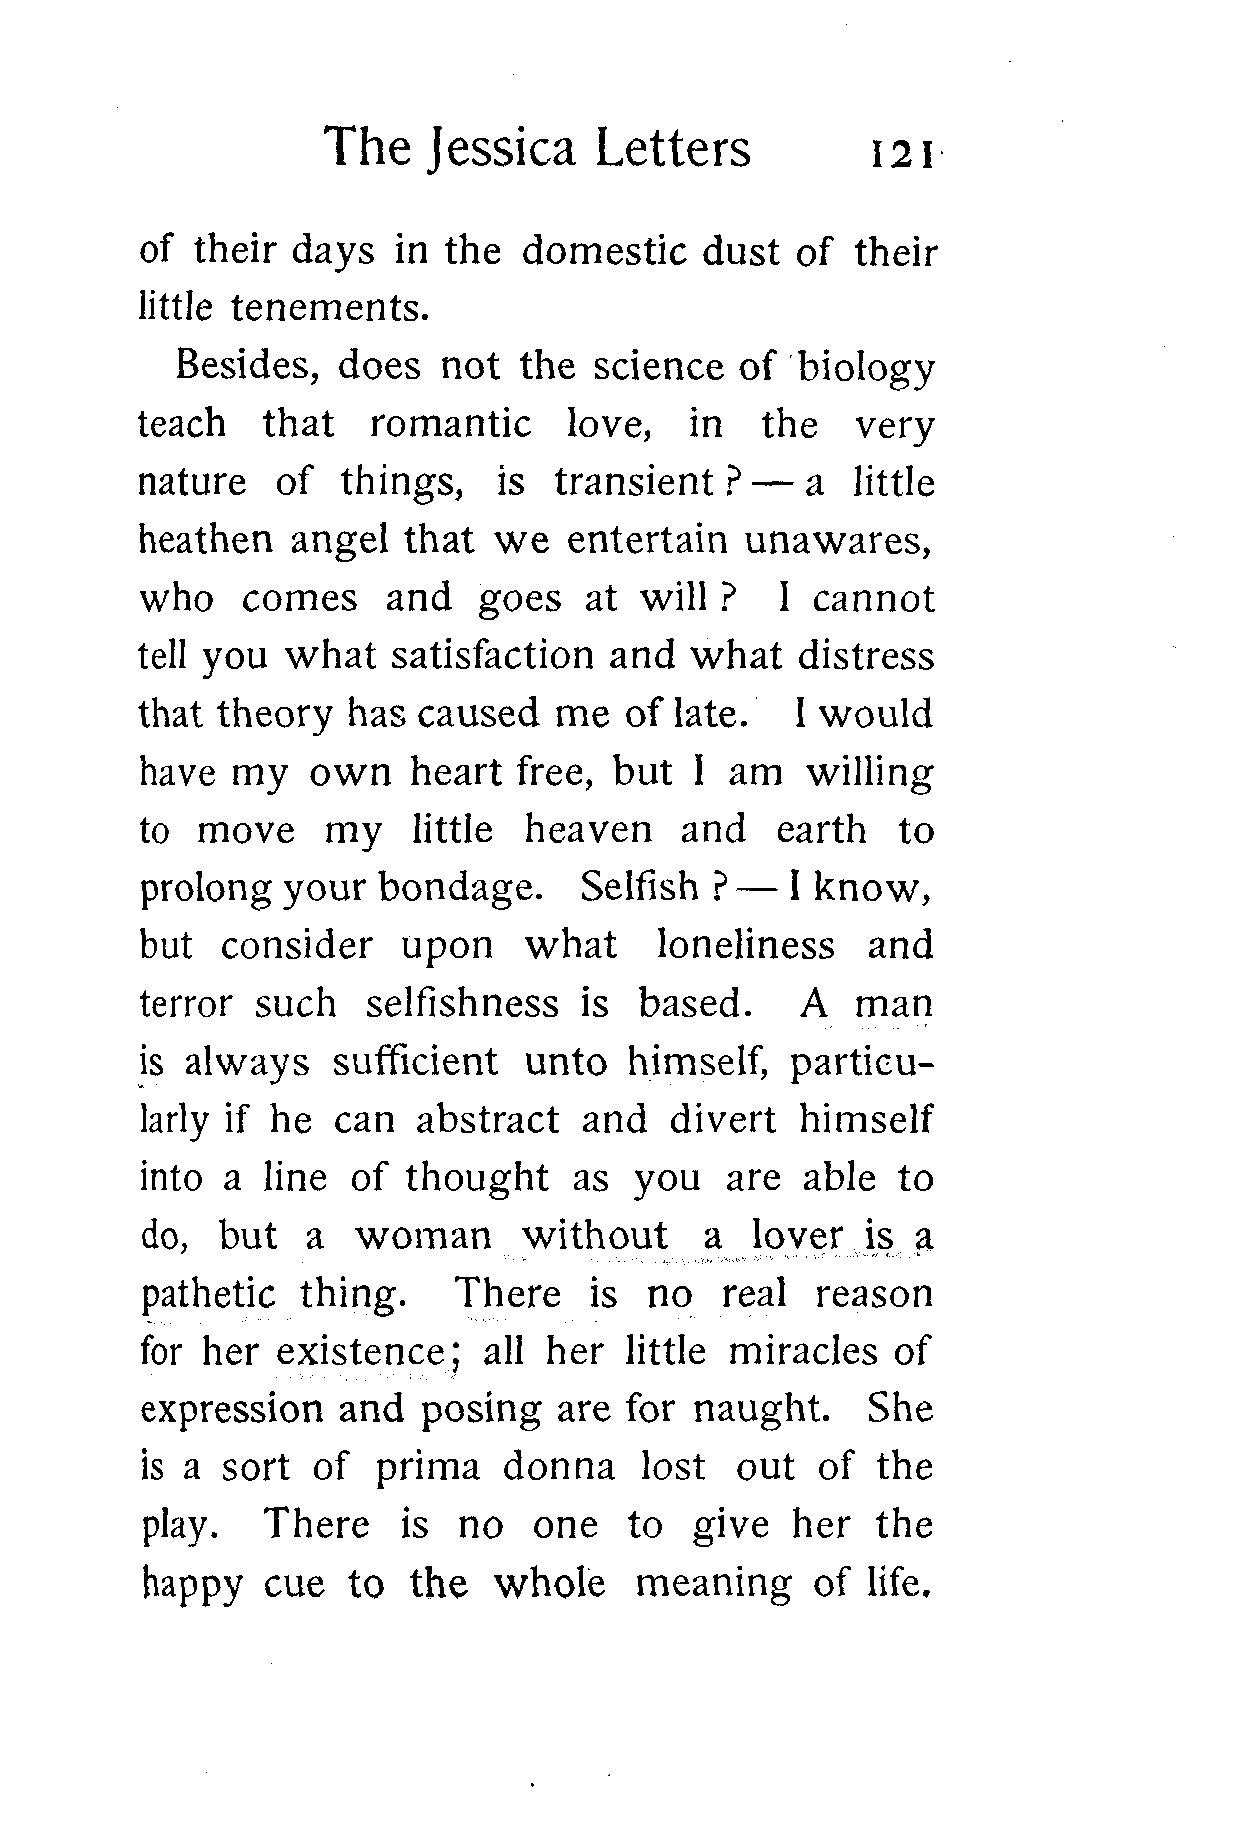 The Jessica Letters 121
of their days in the domestic dust of their
little tenements.
Besides, does not the science of biology
teach that romantic love, in the very
nature of things, is transient ?— a little
heathen angel that we entertain unawares,
who comes and goes at will ? I cannot
tell you what satisfaction and what distress
that theory has caused me of late. I would
have my own heart free, but I am willing
to move my little heaven and earth to
prolong your bondage. Selfish ?— I know,
but consider upon what loneliness and
terror such selfishness is based. A man
is always sufficient unto himself, particu-
larly if he can abstract and divert himself
into a line of thought as you are able to
do, but a woman without a lover is a
pathetic thing. There is no real reason
for her existence; all her little miracles of
expression and posing are for naught. She
is a sort of prima donna lost out of the
play. There is no one to give her the
happy cue to the whole meaning of life.